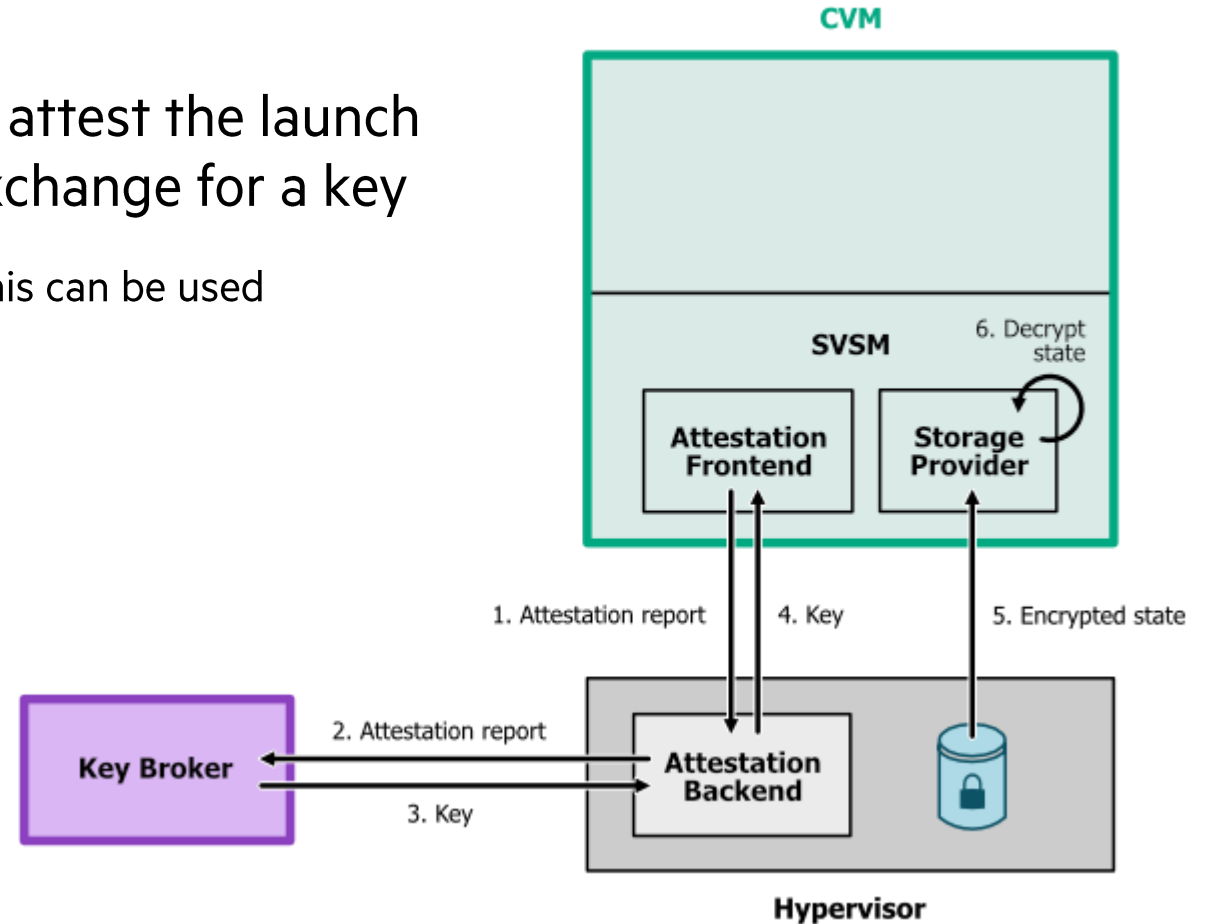 attest the launch
change for a key
is can be used
CVM
SVSM
6. Decrypt
state
Attestation
Frontend
Storage
Provider
1. Attestation report
4. Key
5. Encrypted state
2. Attestation report
Key Broker
3. Key
Attestation
Backend
Hypervisor